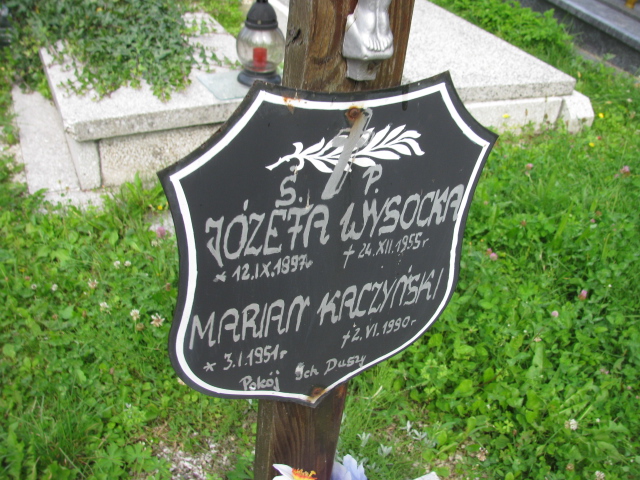 Ś. P.
JÓZEFA WYSOCKA
* 12.IX.1897r † 24.XII.1955r
MARIAN KACZYŃSKI
* 3.I.1951r † 2.VI.1990r
Pokój Ich Duszy